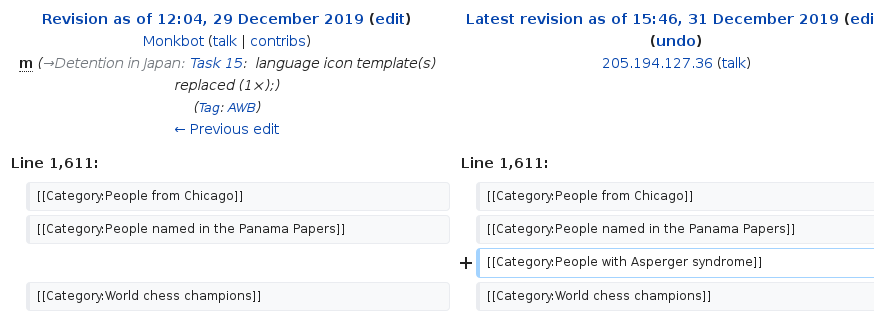 Revision as of 12:04, 29 December 2019 (edit)
Monkbot (talk | contribs)
m (→Detention in Japan: Task 15: language icon template(s)
replaced (1×);)
(Tag: AWB)
← Previous edit
Latest revision as of 15:46, 31 December 2019 (edi
(undo)
205.194.127.36 (talk)
Line 1,611:
Line 1,611:
[[Category:People from Chicago]]
[[Category:People from Chicago]]
[[Category:People named in the Panama Papers]]
[[Category:People named in the Panama Papers]]
+ [[Category:People with Asperger syndrome]]
[[Category:World chess champions]]
[[Category:World chess champions]]